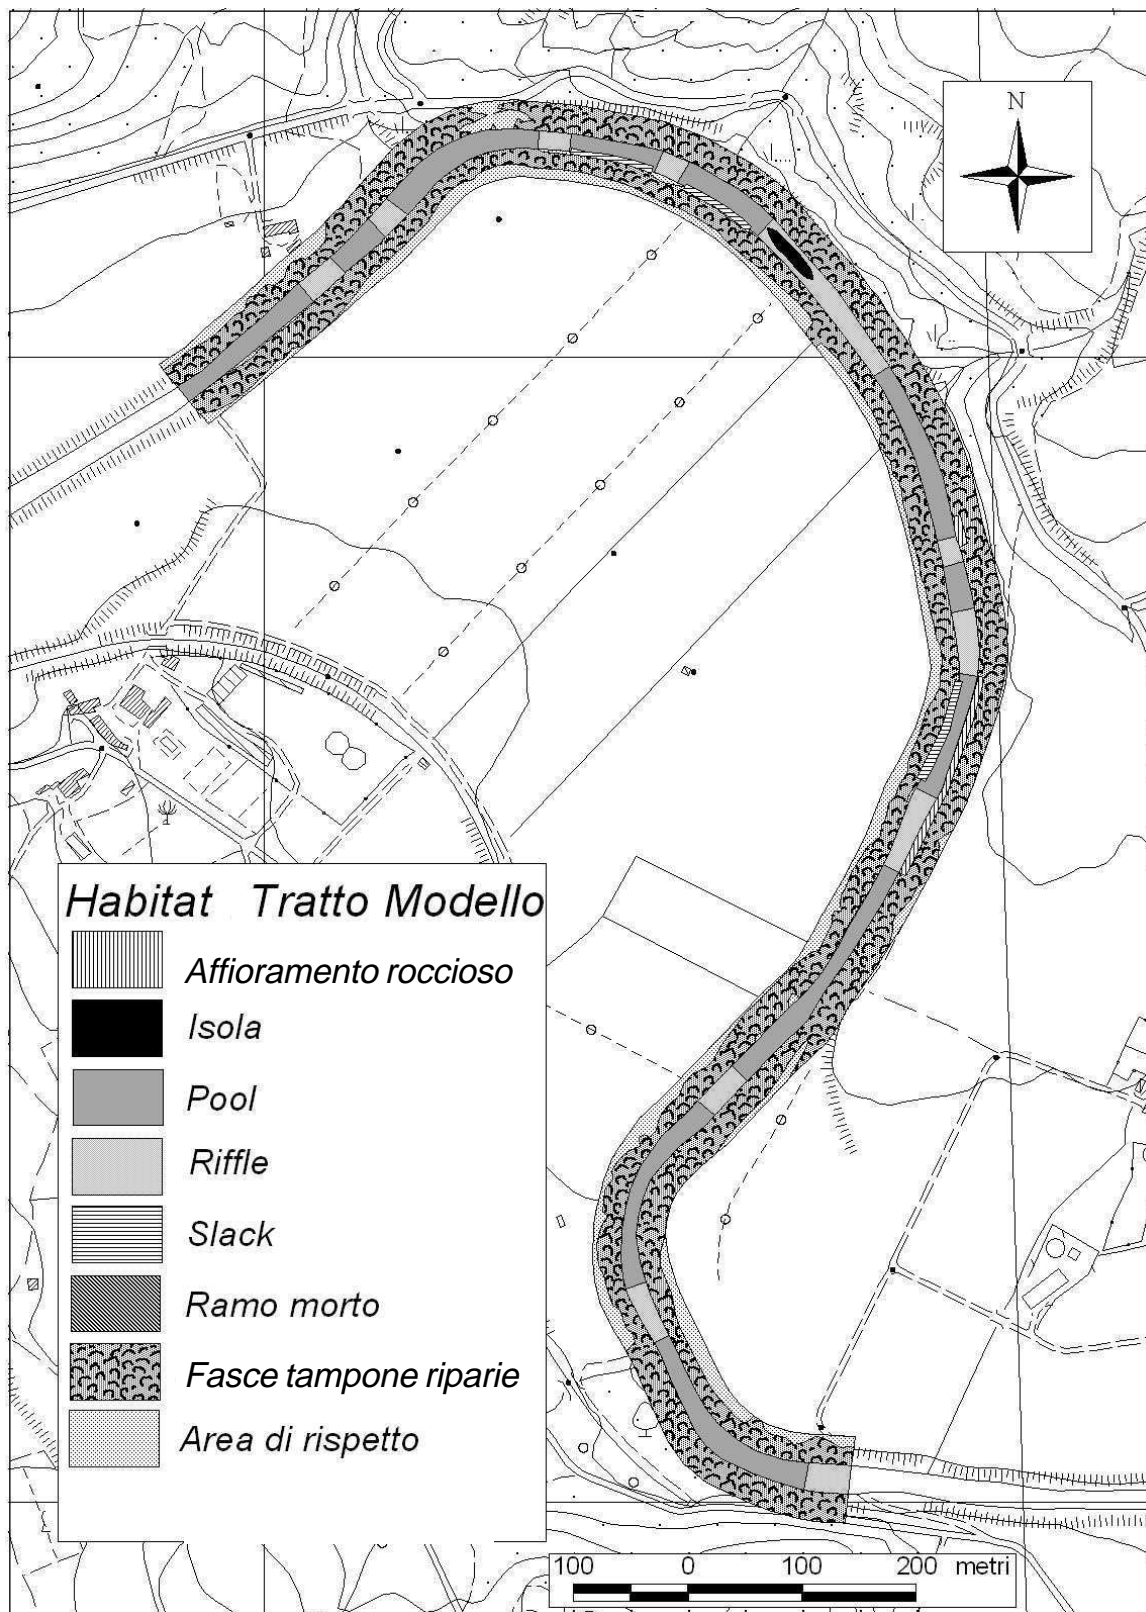 N
Habitat Tratto Modello
Affioramento roccioso
Isola
Pool
Riffle
Slack
Ramo morto
Fasce tampone riparie
Area di rispetto
100 0 100 200 metri